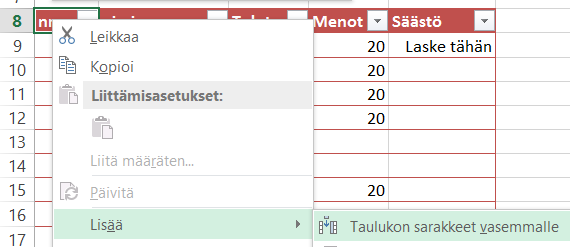 8 Menot Säästö
9 Leikkaa 20 Laske tähän
10 Kopioi 20
11 Liittämisasetukset: 20
12 20
13
14 Liitä määräten...
15 Päivitä 20
16 Lisää Taulukon sarakkeet vasemmalle
17